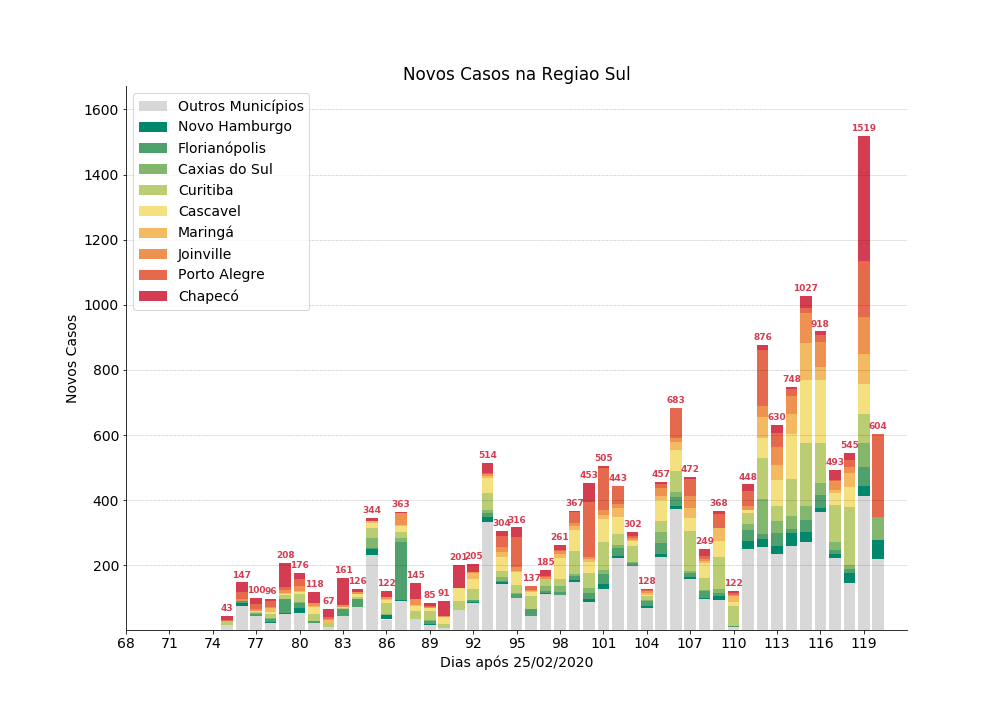 Novos Casos na Regiao Sul
Outros Municípios
Novo Hamburgo
Florianópolis
Caxias do Sul
Curitiba
Cascavel
Maringá
Joinville
Porto Alegre
Chapecó
Novos Casos
1600
1400
1200
1000
800
600
400
200
43 147 100 96 208 176 118 67 161 126 344 122 363 145 85 91 201 205 514 304 316 137 185 261 367 453 505 443 302 128 457 683 472 249 368 122 448 876 630 748 1027 918 493 545 1519 604
68 71 74 77 80 83 86 89 92 95 98 101 104 107 110 113 116 119
Dias após 25/02/2020